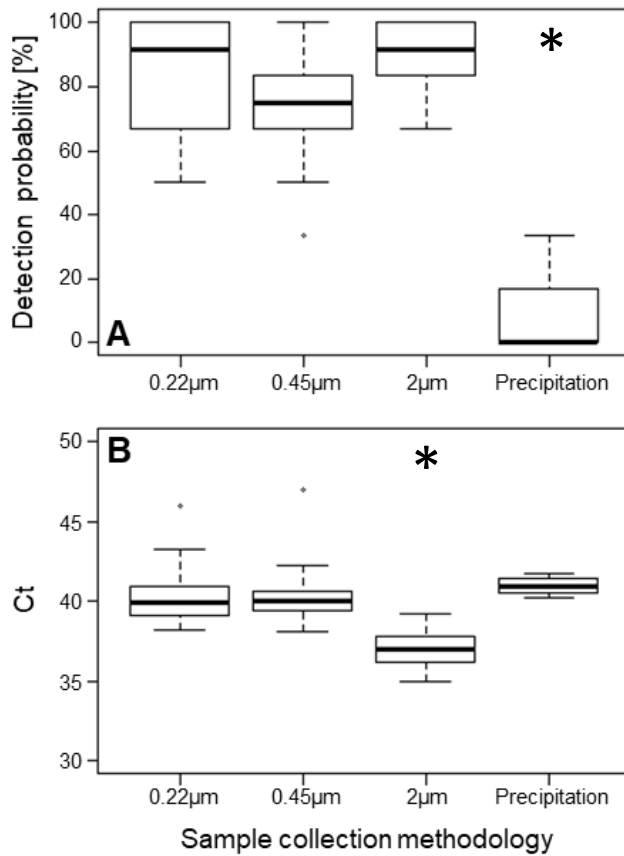 Detection probability [%]
100
80
60
40
20
0
A
*
0.22µm 0.45µm 2µm Precipitation
Ct
50
45
40
35
30
B
*
0.22µm 0.45µm 2µm Precipitation
Sample collection methodology